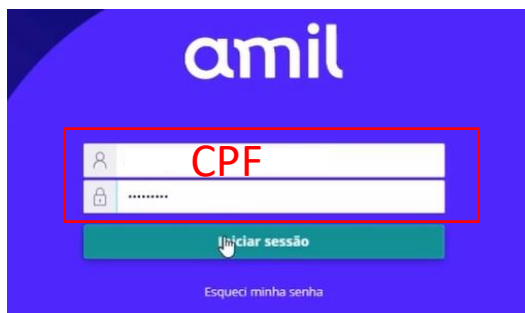 amil
CPF
•••••••••
Iniciar sessão
Esqueci minha senha